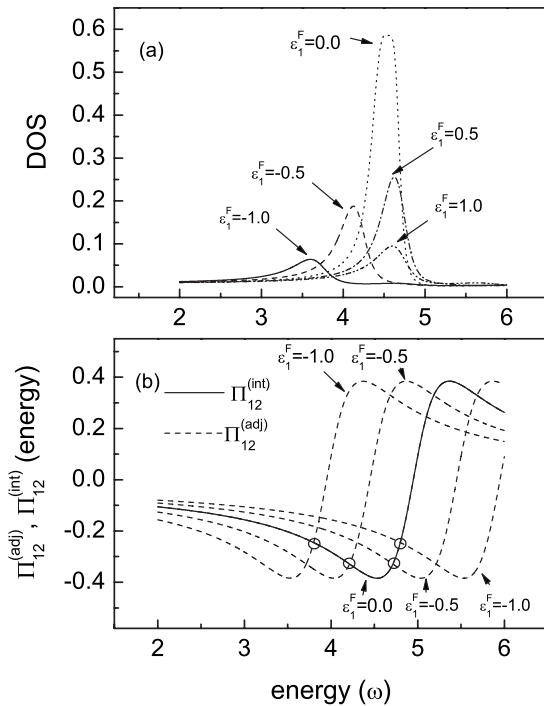 0.6
0.5
0.4
0.3
0.2
0.1
0.0
DOS
(a)
ε₁ᶠ=0.0
ε₁ᶠ=0.5
ε₁ᶠ=-0.5
ε₁ᶠ=1.0
ε₁ᶠ=-1.0
2 3 4 5 6
(b)
ε₁ᶠ=-1.0
ε₁ᶠ=-0.5
Π₁₂⁽ⁱⁿᵗ⁾
Π₁₂⁽ᵃᵈʲ⁾
0.4
0.2
0.0
-0.2
-0.4
Π₁₂⁽ᵃᵈʲ⁾, Π₁₂⁽ⁱⁿᵗ⁾ (energy)
ε₁ᶠ=0.0
ε₁ᶠ=-0.5
ε₁ᶠ=-1.0
2 3 4 5 6
energy (ω)